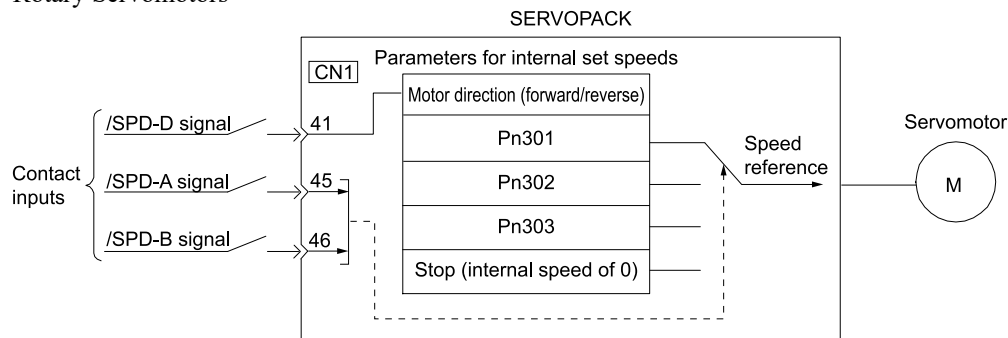 Rotary Servomotors
SERVOPACK
CN1
Parameters for internal set speeds
Motor direction (forward/reverse)
/SPD-D signal
41
Pn301
Servomotor
Speed
reference
Contact
inputs
/SPD-A signal
45
Pn302
M
/SPD-B signal
46
Pn303
Stop (internal speed of 0)